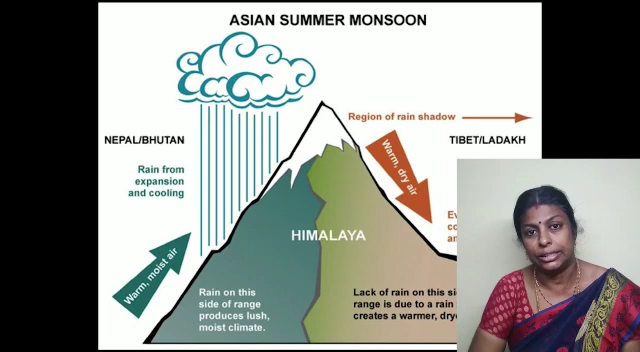 ASIAN SUMMER MONSOON
Region of rain shadow
NEPAL/BHUTAN
TIBET/LADAKH
Rain from
expansion
and cooling
Warm, dry air
Warm, moist air
HIMALAYA
Rain on this
side of range
produces lush,
moist climate.
Lack of rain on this
range is due to a rain
creates a warmer,